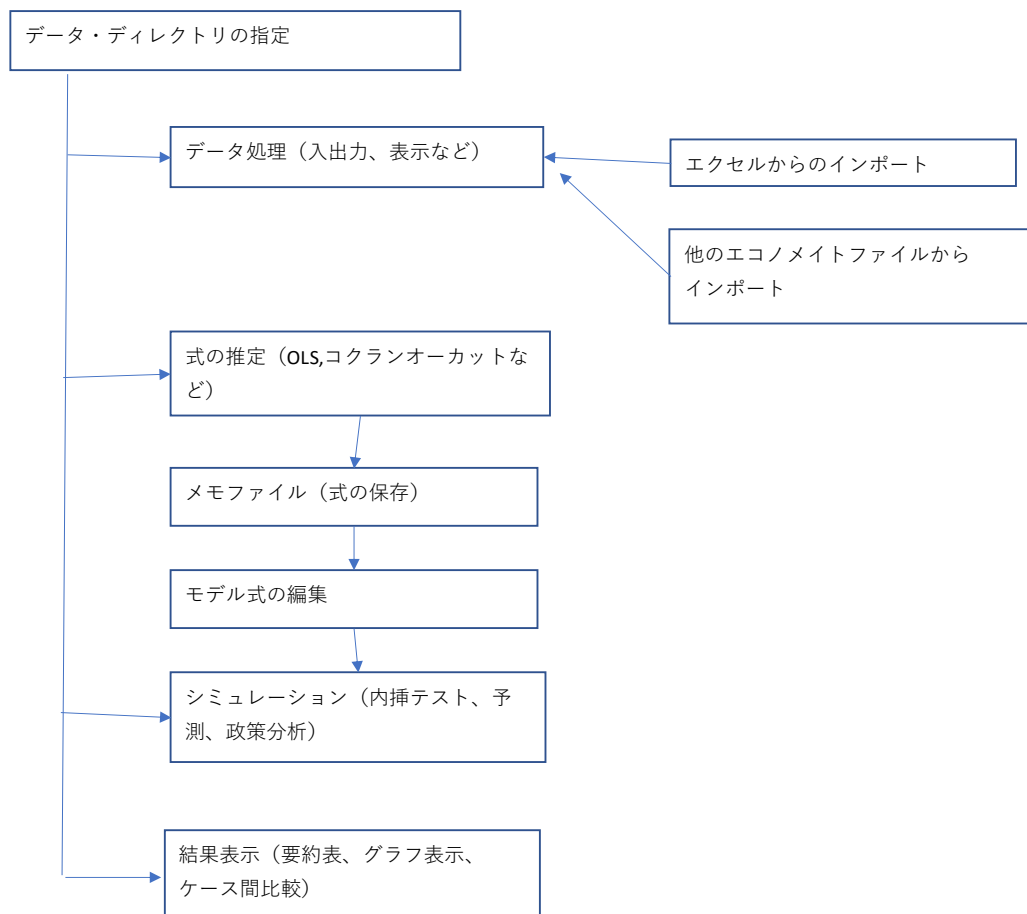 データ・ディレクトリの指定
データ処理（入出力、表示など）
エクセルからのインポート
他のエコノメイトファイルから
インポート
式の推定（OLS,コクランオーカットな
ど）
メモファイル（式の保存）
モデル式の編集
シミュレーション（内挿テスト、予
測、政策分析）
結果表示（要約表、グラフ表示、
ケース間比較）